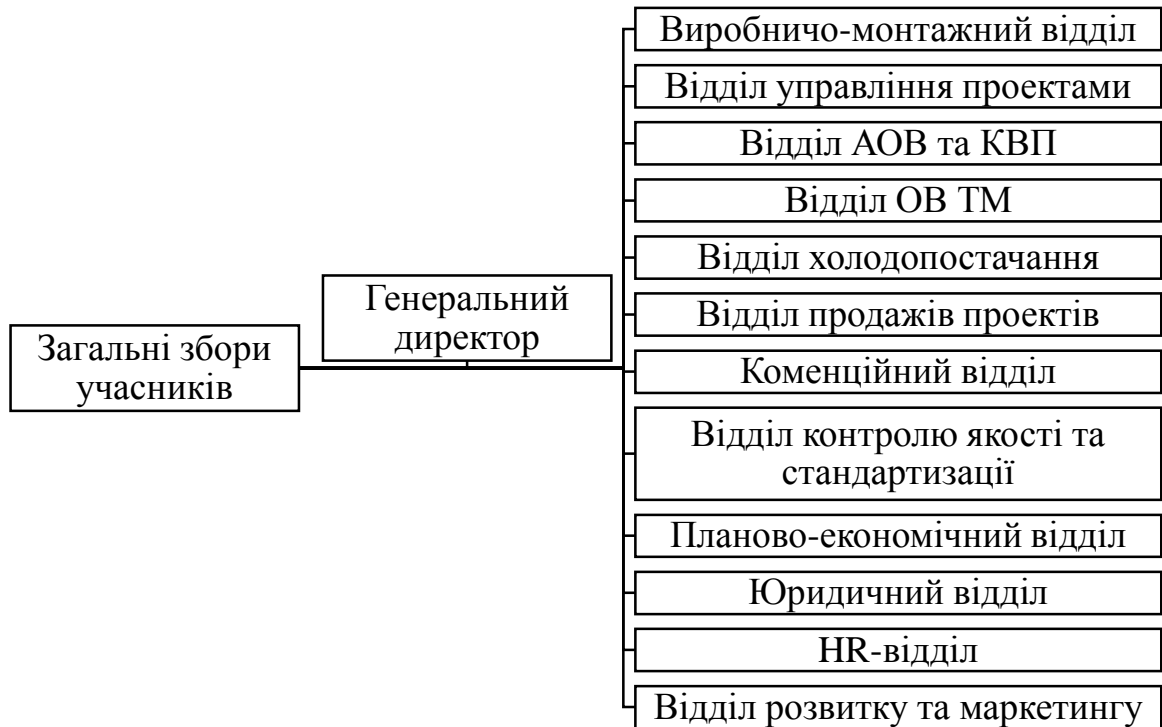 Загальні збори
учасників
Генеральний
директор
Виробничо-монтажний відділ
Відділ управління проектами
Відділ АОВ та КВП
Відділ ОВ ТМ
Відділ холодопостачання
Відділ продажів проектів
Коменційний відділ
Відділ контролю якості та
стандартизації
Планово-економічний відділ
Юридичний відділ
HR-відділ
Відділ розвитку та маркетингу